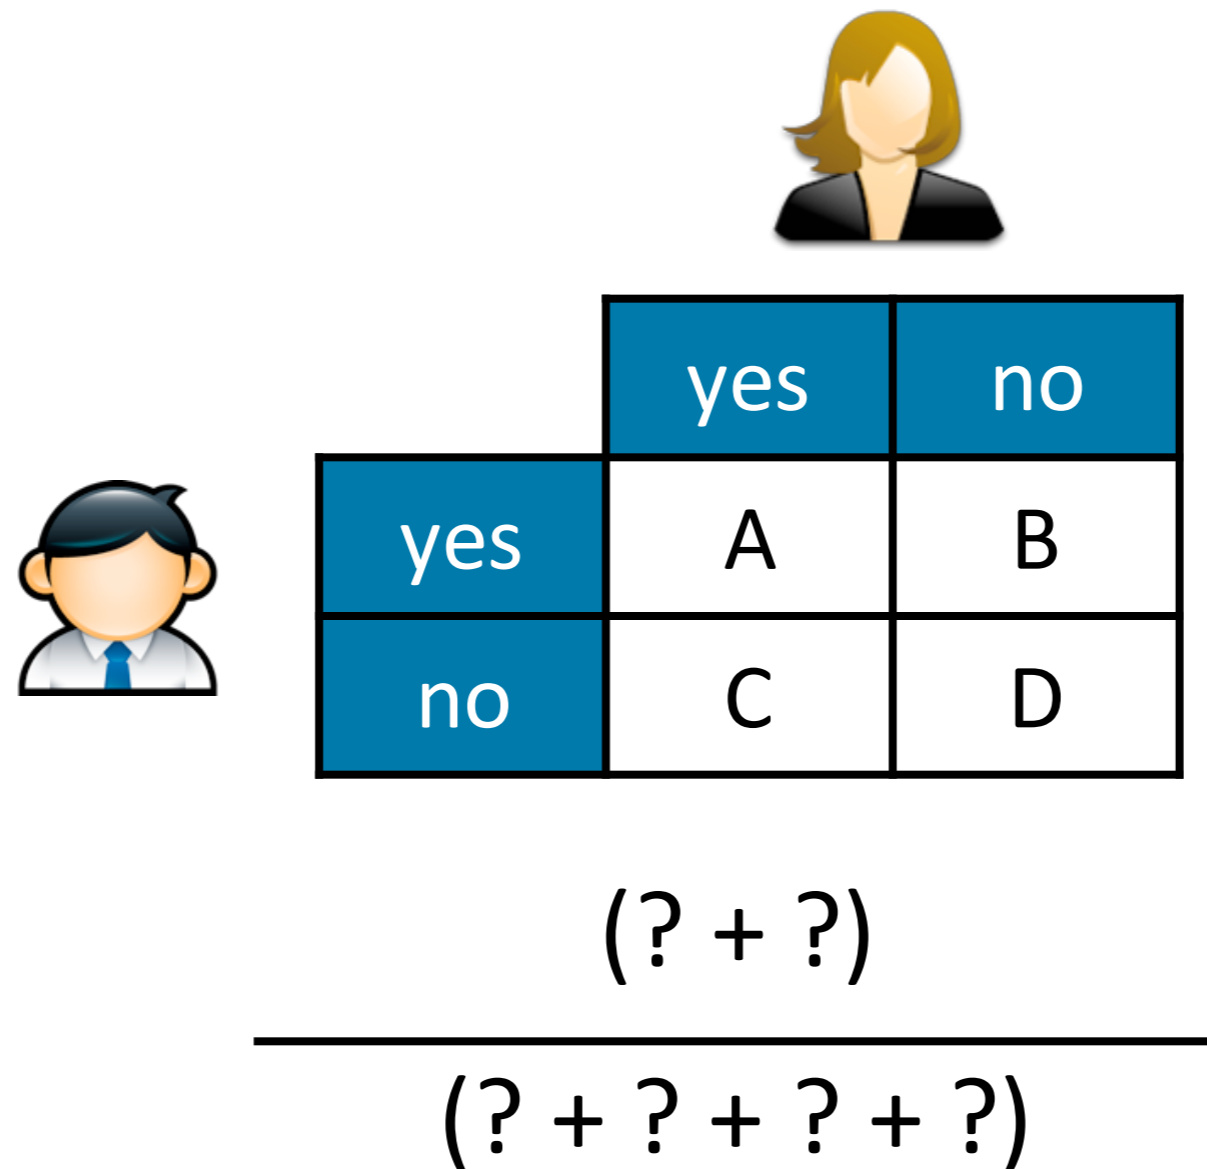 yes no
yes A B
no C D
(? + ?)
(? + ? + ? + ?)